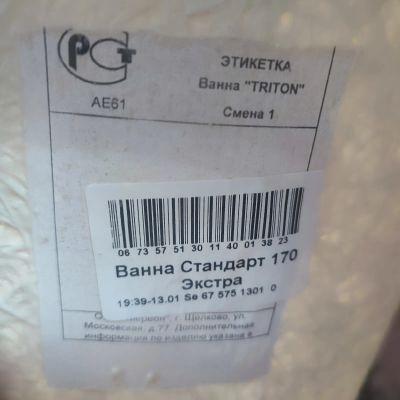 РСТ
ЭТИКЕТКА
Ванна "TRITON"
АЕ61
Смена 1
06 73 57 51 30 11 40 01 38 23
Ванна Стандарт 170
Экстра
19:39-13.01 Se 67 575 1301 0
г. Щелково, ул.
Московская, д.77. Дополнительная
информация по изделию указана